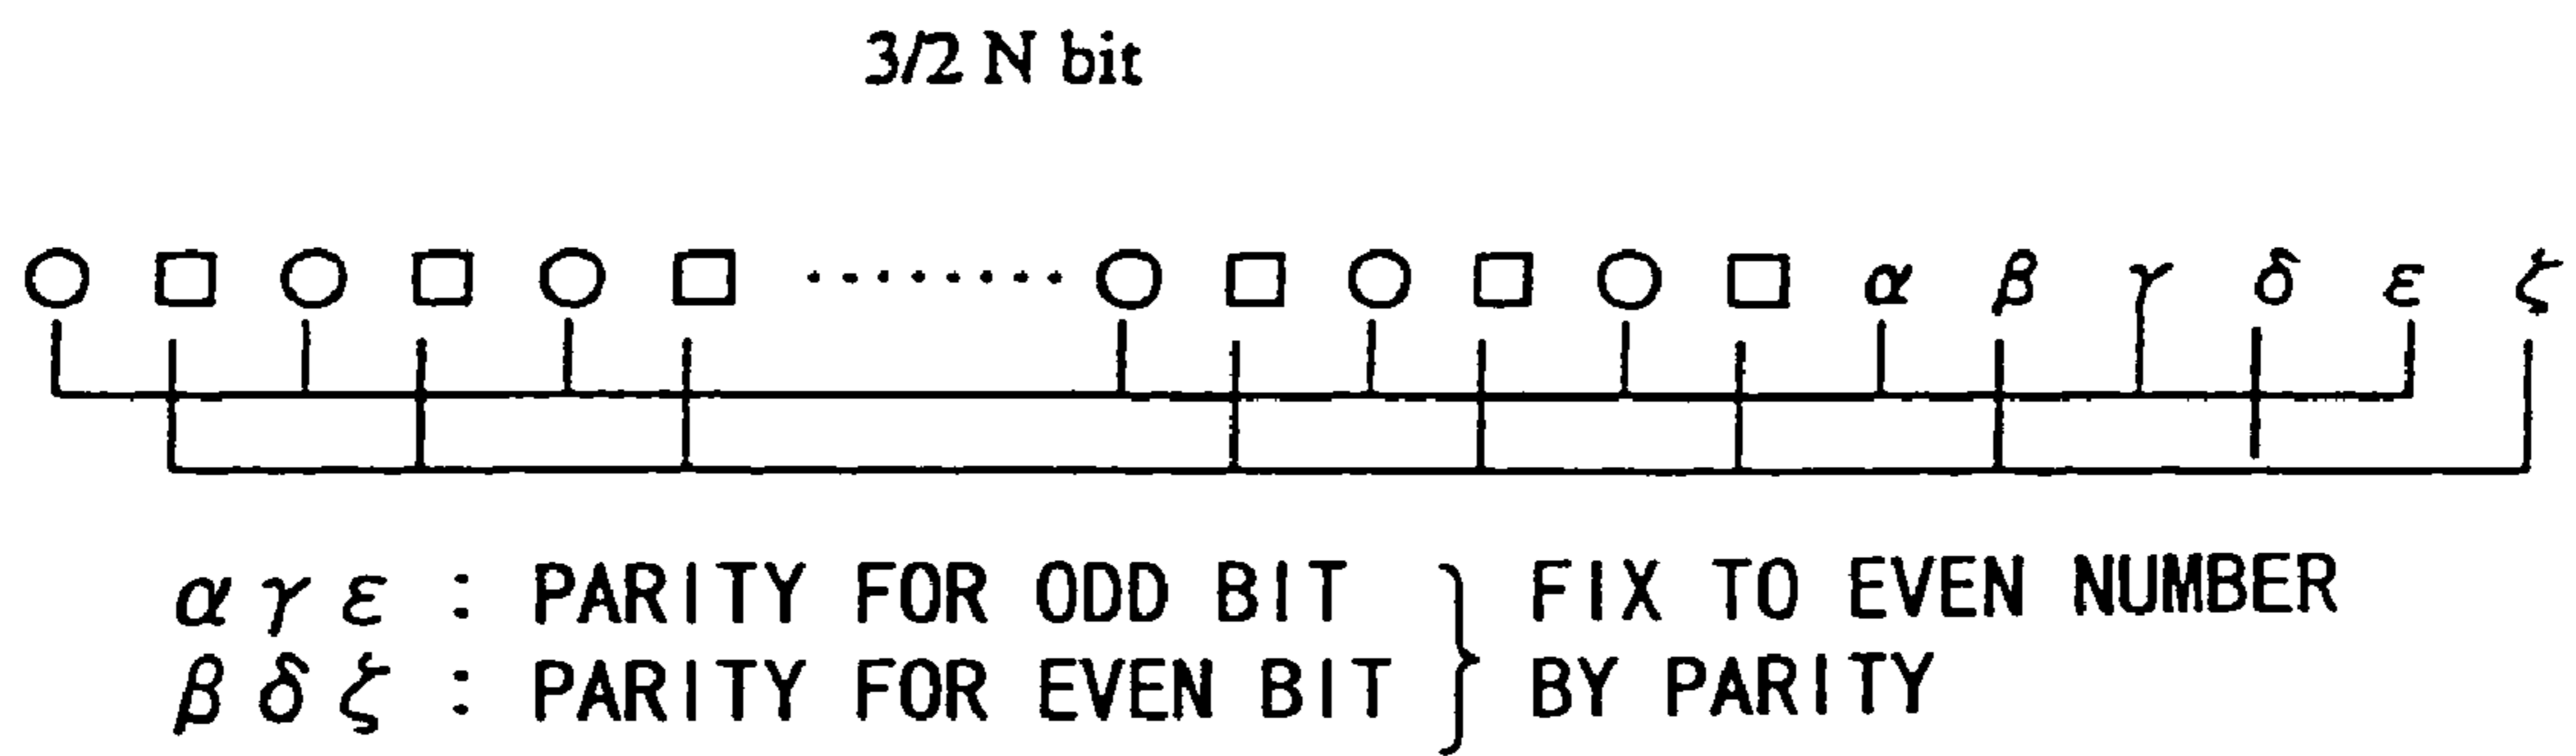 3/2 N bit
α β γ δ ε ζ
α γ ε : PARITY FOR ODD BIT } FIX TO EVEN NUMBER
β δ ζ : PARITY FOR EVEN BIT } BY PARITY